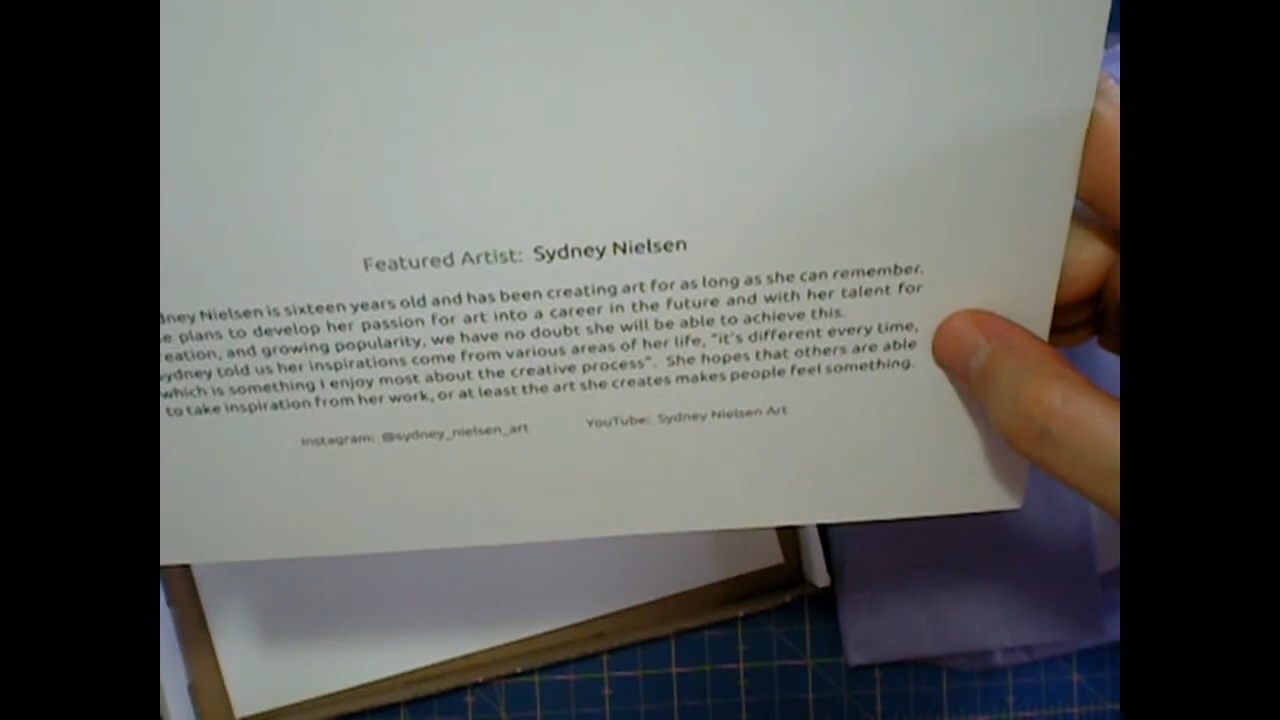 Featured Artist: Sydney Nielsen
dney Nielsen is sixteen years old and has been creating art for as long as she can remember.
e plans to develop her passion for art into a career in the future and with her talent for
eation, and growing popularity, we have no doubt she will be able to achieve this.
ydney told us her inspirations come from various areas of her life, "it's different every time,
which is something I enjoy most about the creative process". She hopes that others are able
to take inspiration from her work, or at least the art she creates makes people feel something.
Instagram: @sydney_nielsen_art YouTube: Sydney Nielsen Art